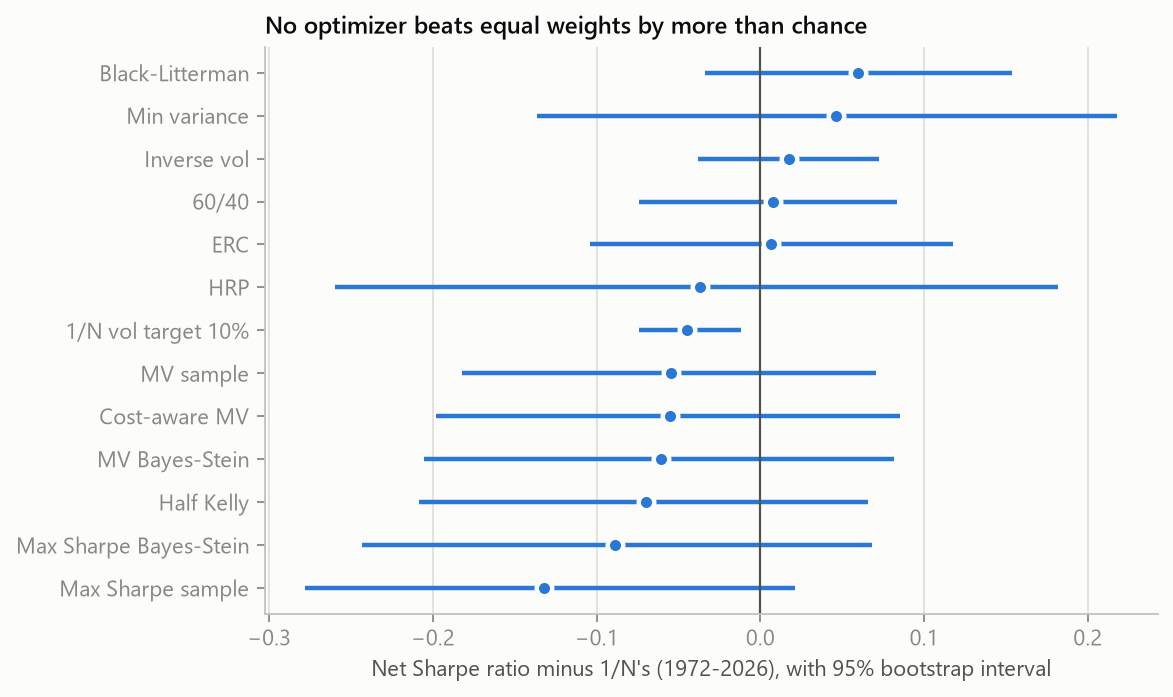 No optimizer beats equal weights by more than chance
Black-Litterman
Min variance
Inverse vol
60/40
ERC
HRP
1/N vol target 10%
MV sample
Cost-aware MV
MV Bayes-Stein
Half Kelly
Max Sharpe Bayes-Stein
Max Sharpe sample
−0.3 −0.2 −0.1 0.0 0.1 0.2
Net Sharpe ratio minus 1/N's (1972-2026), with 95% bootstrap interval